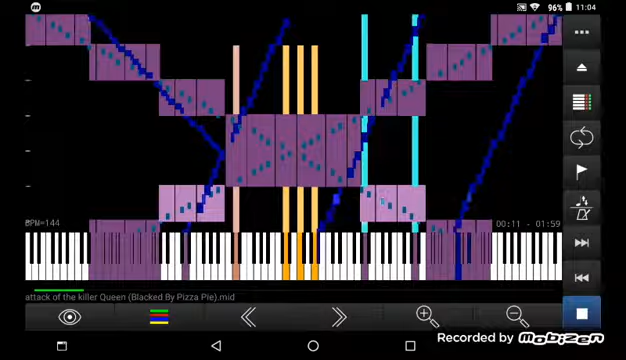 96% 11:04
BPM=144
00:11 - 01:59
attack of the killer Queen (Blacked By Pizza Pie).mid
Recorded by Mobizen